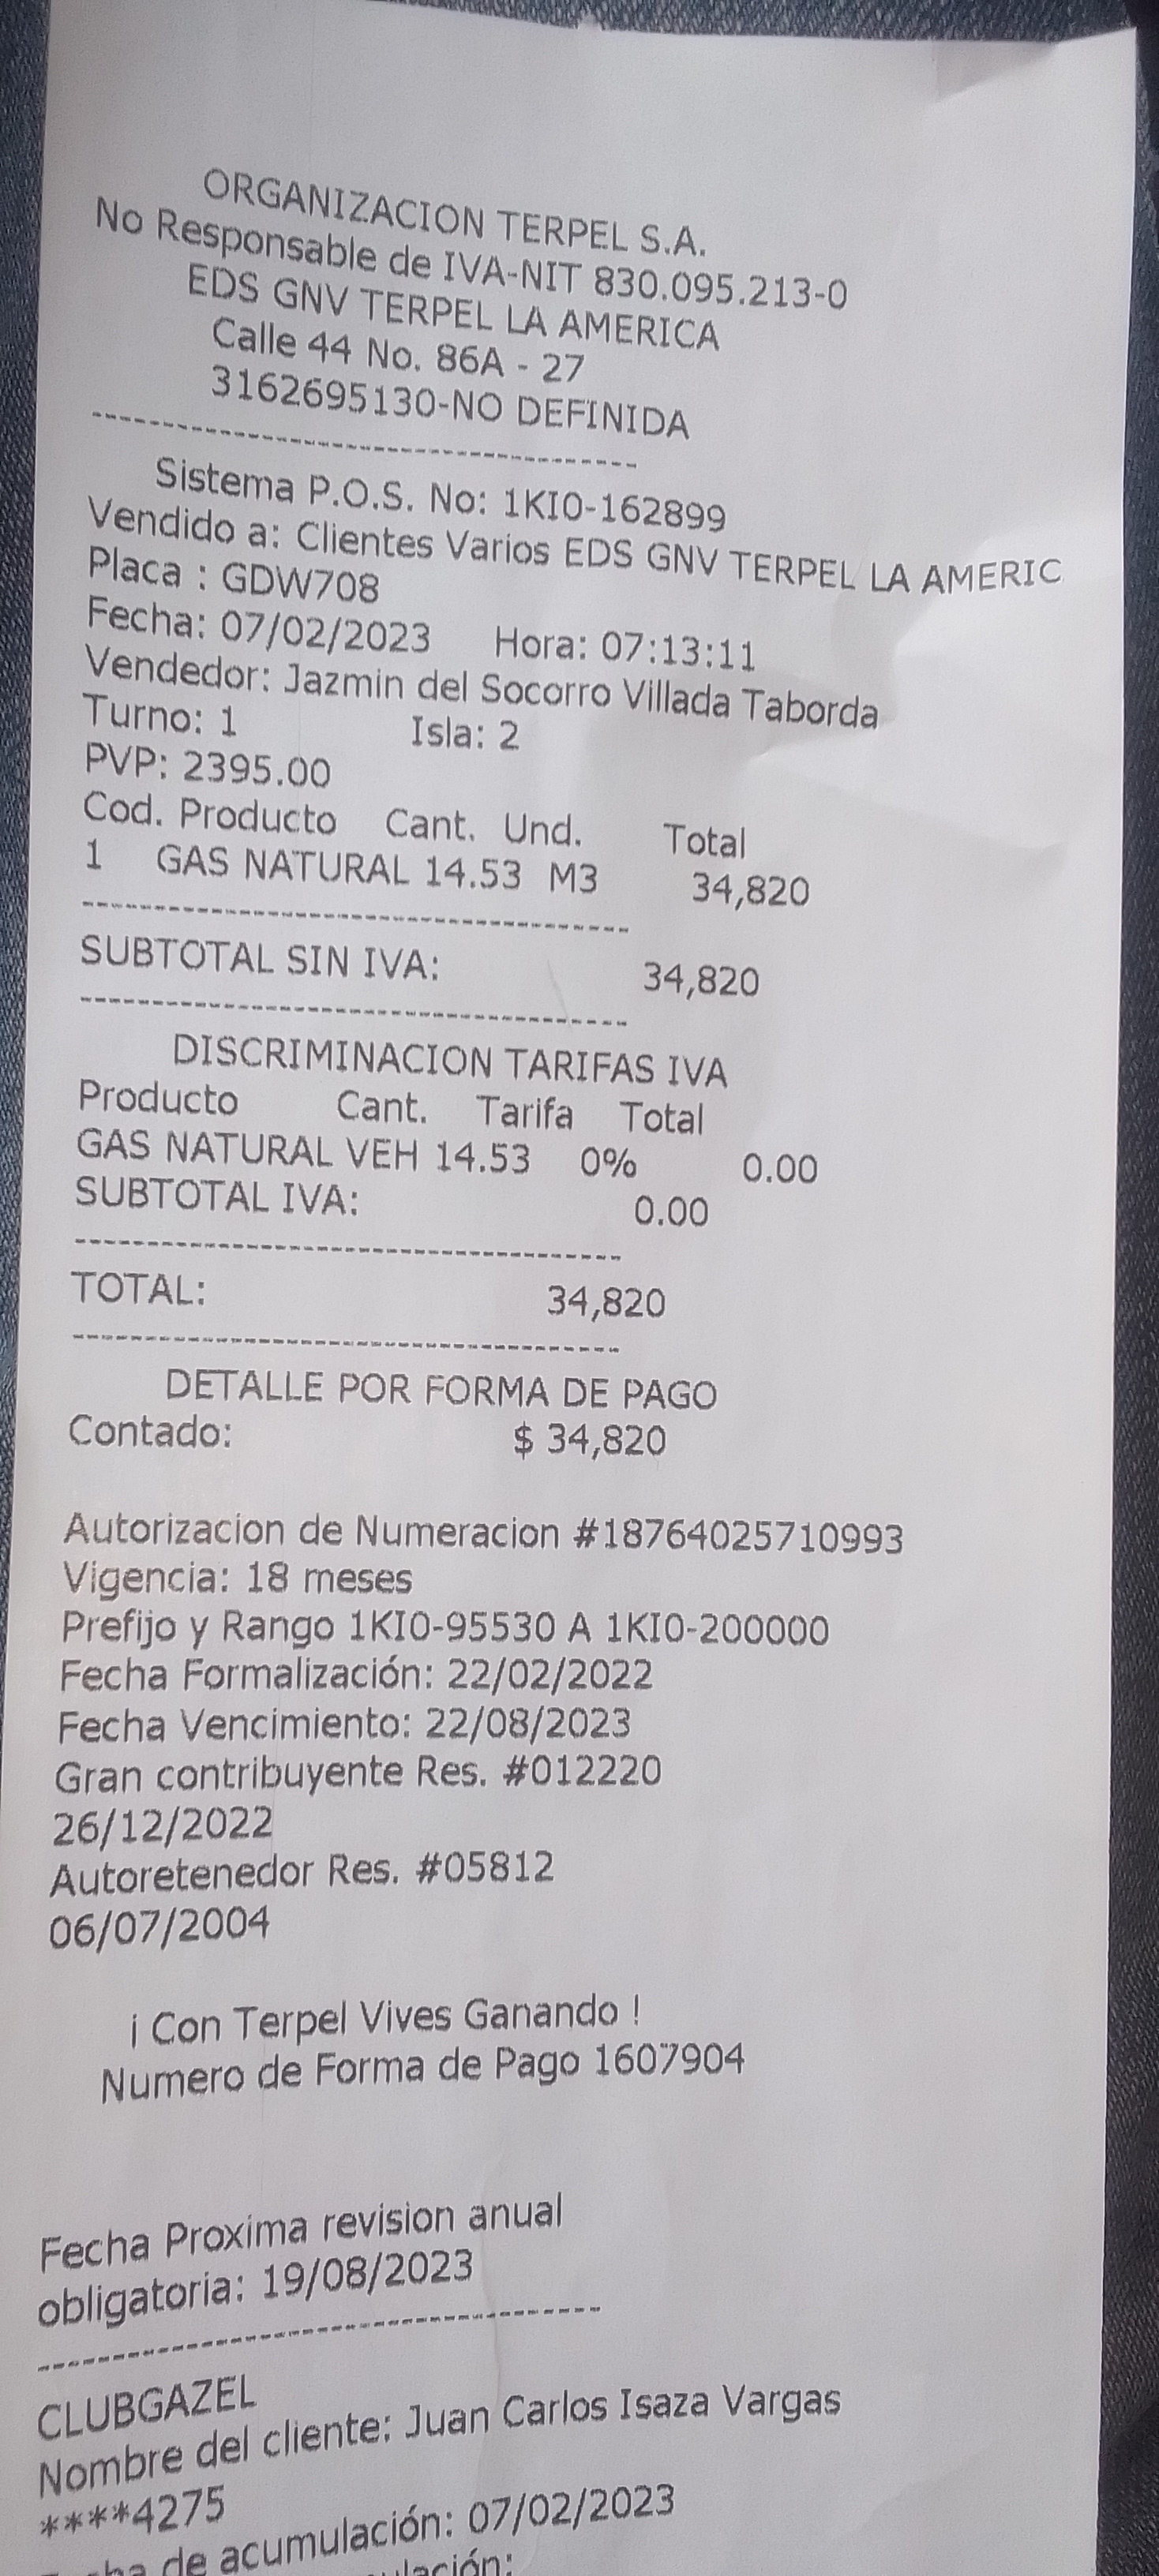 ORGANIZACION TERPEL S.A.
No Responsable de IVA-NIT 830.095.213-0
EDS GNV TERPEL LA AMERICA
Calle 44 No. 86A - 27
3162695130-NO DEFINIDA
------------------------------------
Sistema P.O.S. No: 1KI0-162899
Vendido a: Clientes Varios EDS GNV TERPEL LA AMERIC
Placa : GDW708
Fecha: 07/02/2023 Hora: 07:13:11
Vendedor: Jazmin del Socorro Villada Taborda
Turno: 1 Isla: 2
PVP: 2395.00
Cod. Producto Cant. Und. Total
1 GAS NATURAL 14.53 M3 34,820
------------------------------------
SUBTOTAL SIN IVA: 34,820
------------------------------------
DISCRIMINACION TARIFAS IVA
Producto Cant. Tarifa Total
GAS NATURAL VEH 14.53 0% 0.00
SUBTOTAL IVA: 0.00
------------------------------------
TOTAL: 34,820
------------------------------------
DETALLE POR FORMA DE PAGO
Contado: $ 34,820
Autorizacion de Numeracion #18764025710993
Vigencia: 18 meses
Prefijo y Rango 1KI0-95530 A 1KI0-200000
Fecha Formalización: 22/02/2022
Fecha Vencimiento: 22/08/2023
Gran contribuyente Res. #012220
26/12/2022
Autoretenedor Res. #05812
06/07/2004
¡ Con Terpel Vives Ganando !
Numero de Forma de Pago 1607904
Fecha Proxima revision anual
obligatoria: 19/08/2023
------------------------------------
CLUBGAZEL
Nombre del cliente: Juan Carlos Isaza Vargas
****4275
de acumulación: 07/02/2023